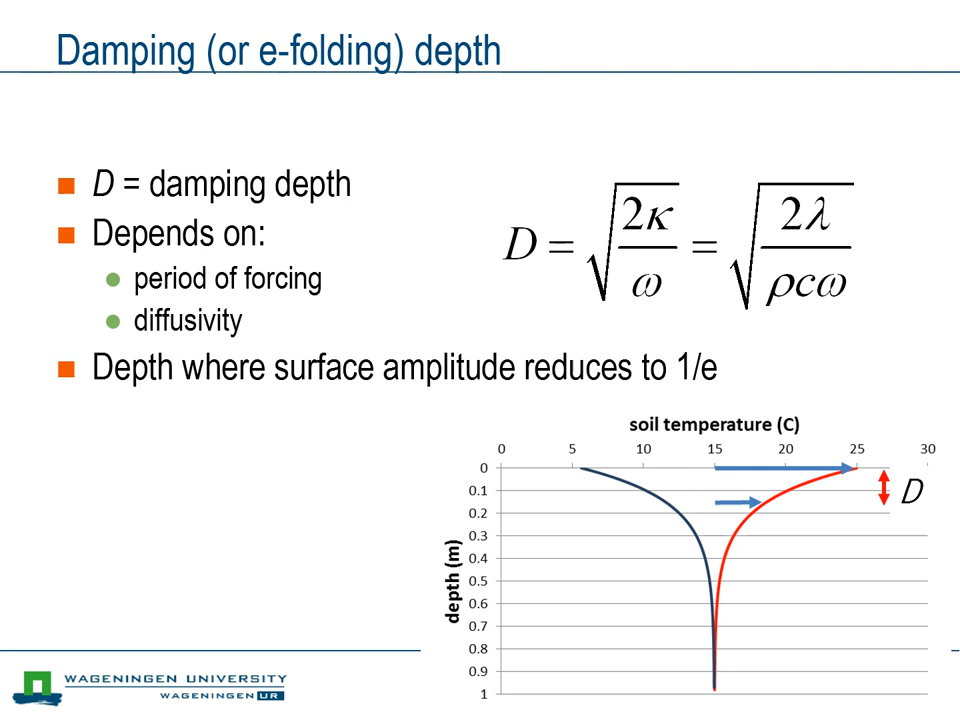 Damping (or e-folding) depth
D = damping depth
Depends on:
period of forcing
diffusivity
Depth where surface amplitude reduces to 1/e
D = √(2κ/ω) = √(2λ/ρcω)
soil temperature (C)
0 5 10 15 20 25 30
depth (m)
0
0.1
0.2
0.3
0.4
0.5
0.6
0.7
0.8
0.9
1
D
WAGENINGEN UNIVERSITY
WAGENINGEN UR